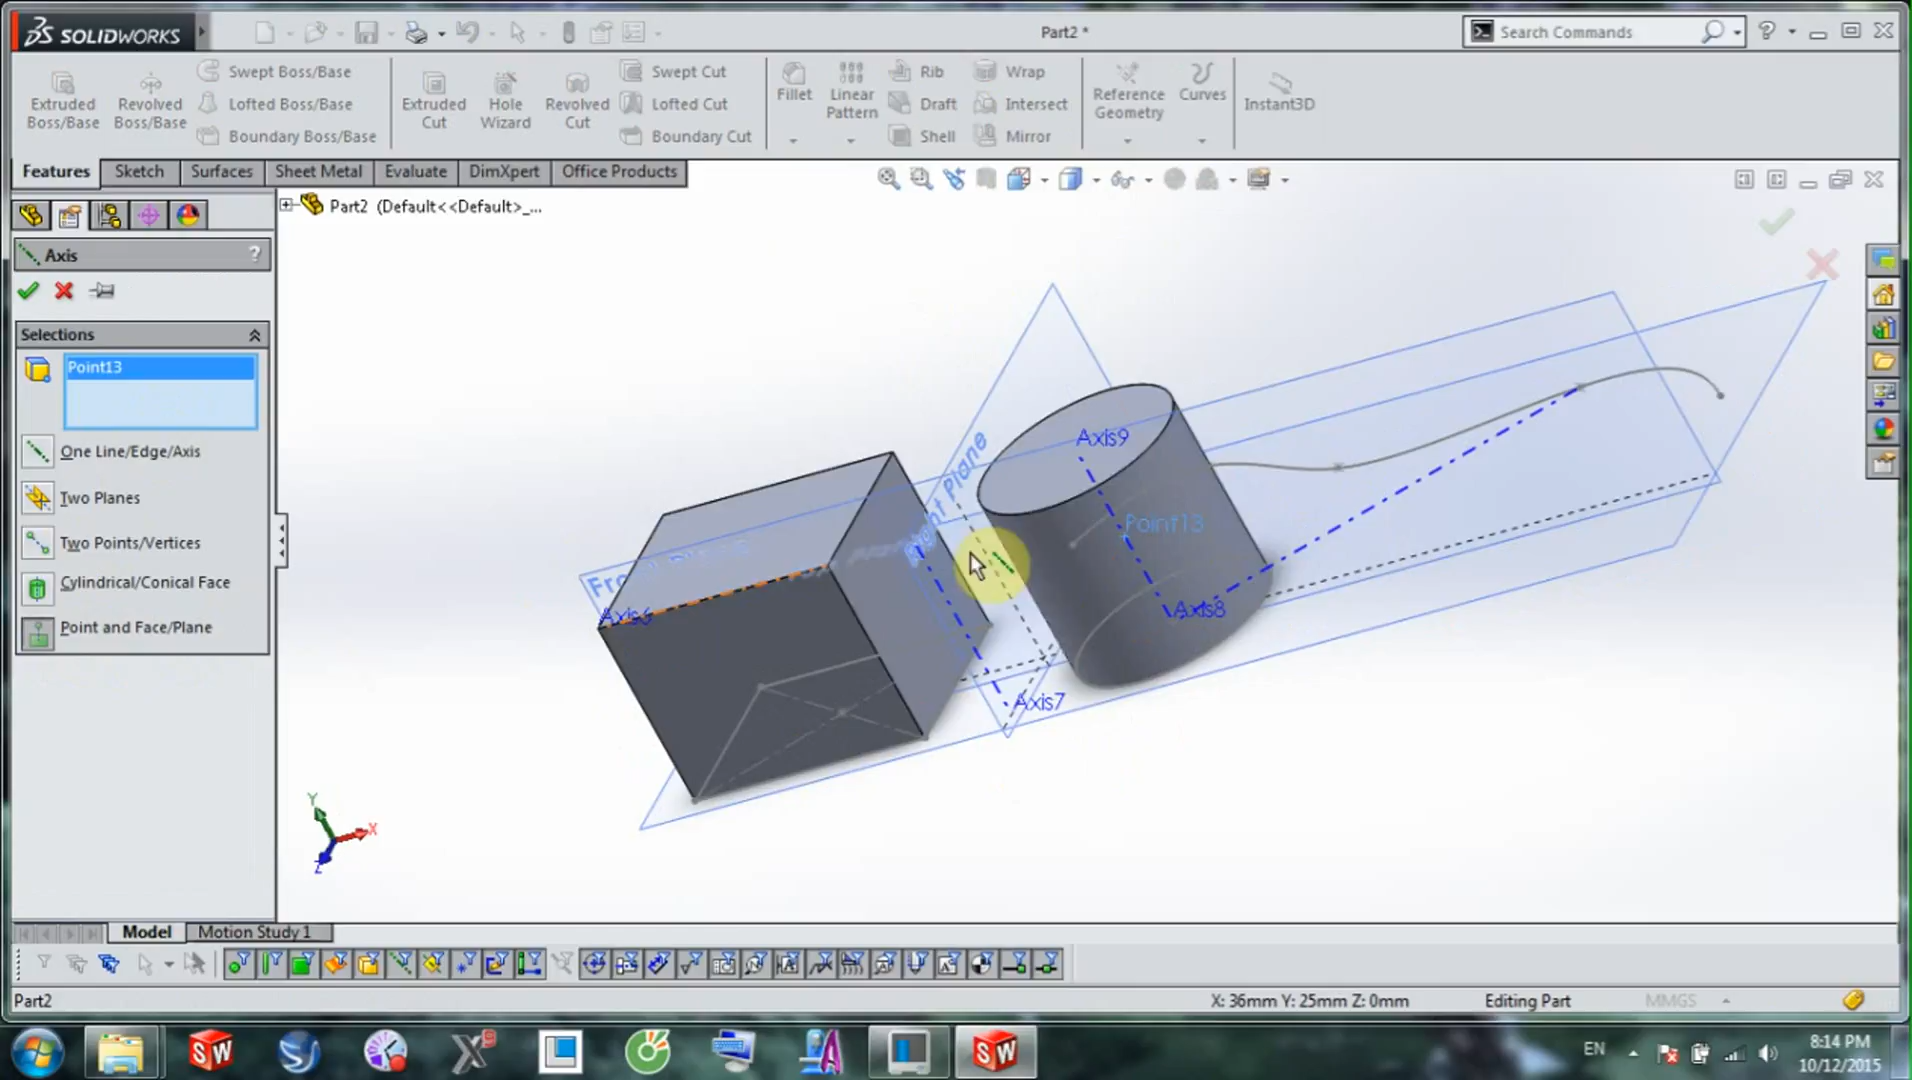 SOLIDWORKS
Part2 *
Search Commands
Extruded Boss/Base
Revolved Boss/Base
Swept Boss/Base
Lofted Boss/Base
Boundary Boss/Base
Extruded Cut
Hole Wizard
Revolved Cut
Swept Cut
Lofted Cut
Boundary Cut
Fillet
Linear Pattern
Rib
Draft
Shell
Wrap
Intersect
Mirror
Reference Geometry
Curves
Instant3D
Features
Sketch
Surfaces
Sheet Metal
Evaluate
DimXpert
Office Products
Part2 (Default<<Default>_...
Axis
?
Selections
Point13
One Line/Edge/Axis
Two Planes
Two Points/Vertices
Cylindrical/Conical Face
Point and Face/Plane
Right Plane
Axis9
Point13
Axis6
Axis8
Axis7
Y
X
Z
Model
Motion Study 1
Part2
X: 36mm Y: 25mm Z: 0mm
Editing Part
MMGS
EN
8:14 PM
10/12/2015